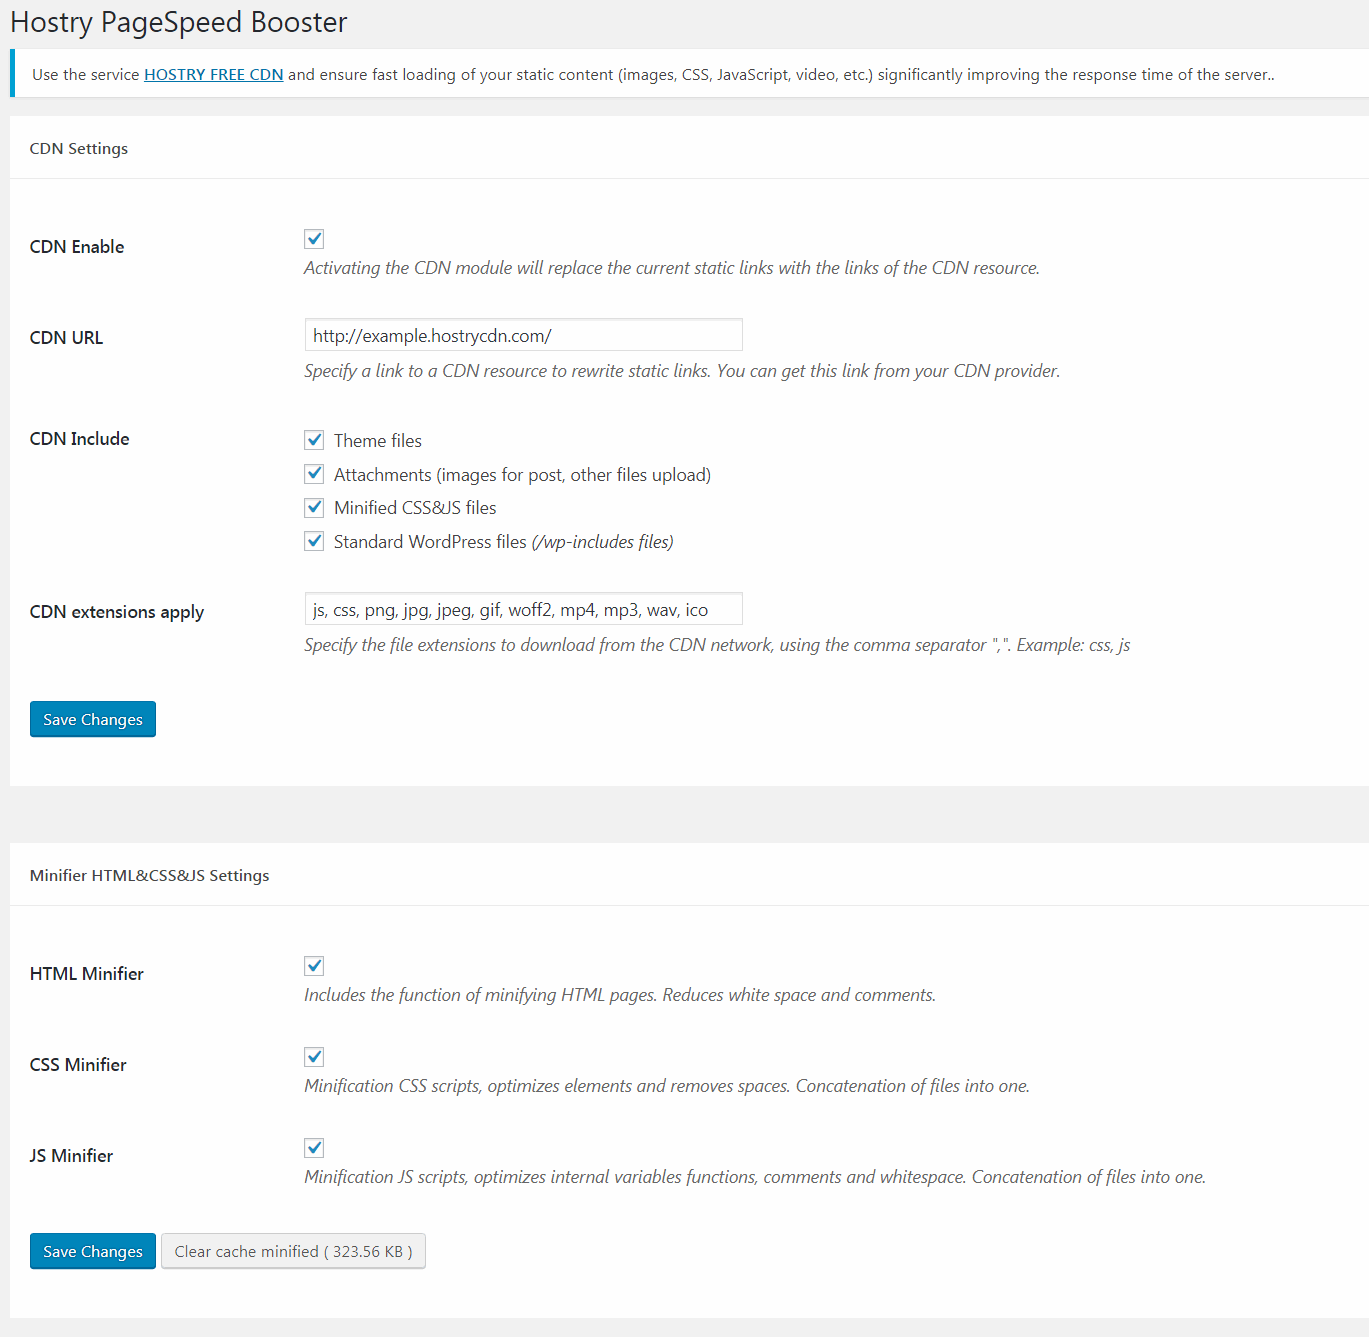 Hostry PageSpeed Booster
Use the service HOSTRY FREE CDN and ensure fast loading of your static content (images, CSS, JavaScript, video, etc.) significantly improving the response time of the server..
CDN Settings
CDN Enable
Activating the CDN module will replace the current static links with the links of the CDN resource.
CDN URL
http://example.hostrycdn.com/
Specify a link to a CDN resource to rewrite static links. You can get this link from your CDN provider.
CDN Include
Theme files
Attachments (images for post, other files upload)
Minified CSS&JS files
Standard WordPress files (/wp-includes files)
CDN extensions apply
js, css, png, jpg, jpeg, gif, woff2, mp4, mp3, wav, ico
Specify the file extensions to download from the CDN network, using the comma separator ",". Example: css, js
Save Changes
Minifier HTML&CSS&JS Settings
HTML Minifier
Includes the function of minifying HTML pages. Reduces white space and comments.
CSS Minifier
Minification CSS scripts, optimizes elements and removes spaces. Concatenation of files into one.
JS Minifier
Minification JS scripts, optimizes internal variables functions, comments and whitespace. Concatenation of files into one.
Save Changes
Clear cache minified ( 323.56 KB )